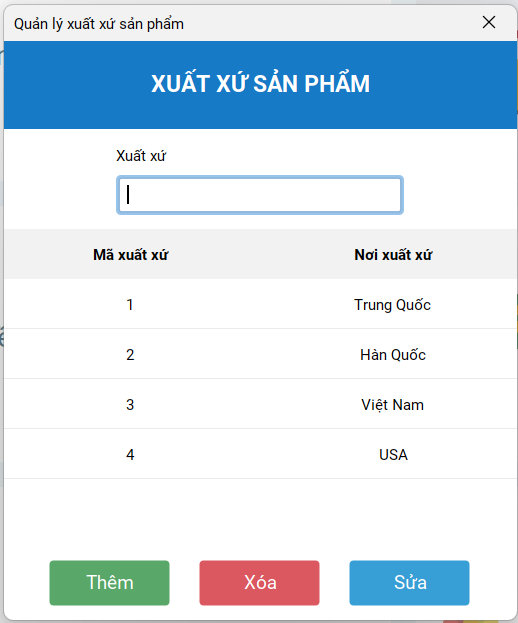 Quản lý xuất xứ sản phẩm
XUẤT XỨ SẢN PHẨM
Xuất xứ
Mã xuất xứ Nơi xuất xứ
1 Trung Quốc
2 Hàn Quốc
3 Việt Nam
4 USA
Thêm Xóa Sửa